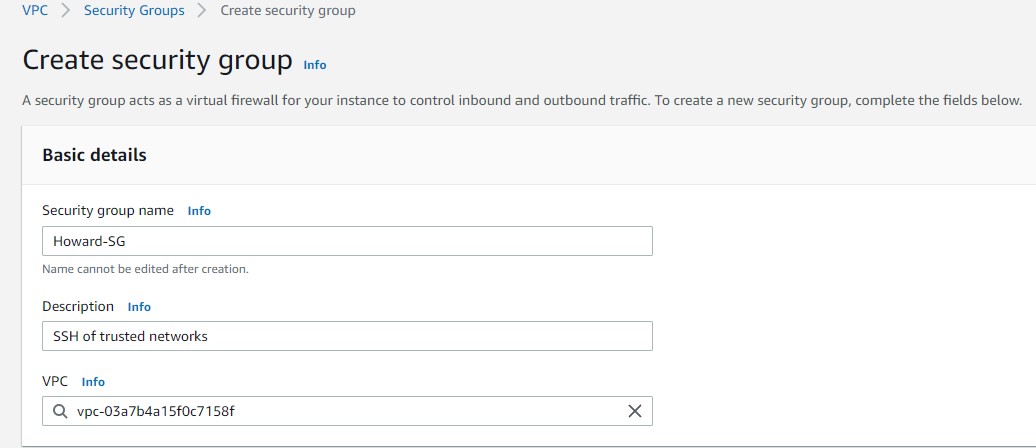 VPC > Security Groups > Create security group
Create security group Info
A security group acts as a virtual firewall for your instance to control inbound and outbound traffic. To create a new security group, complete the fields below.
Basic details
Security group name Info
Howard-SG
Name cannot be edited after creation.
Description Info
SSH of trusted networks
VPC Info
vpc-03a7b4a15f0c7158f